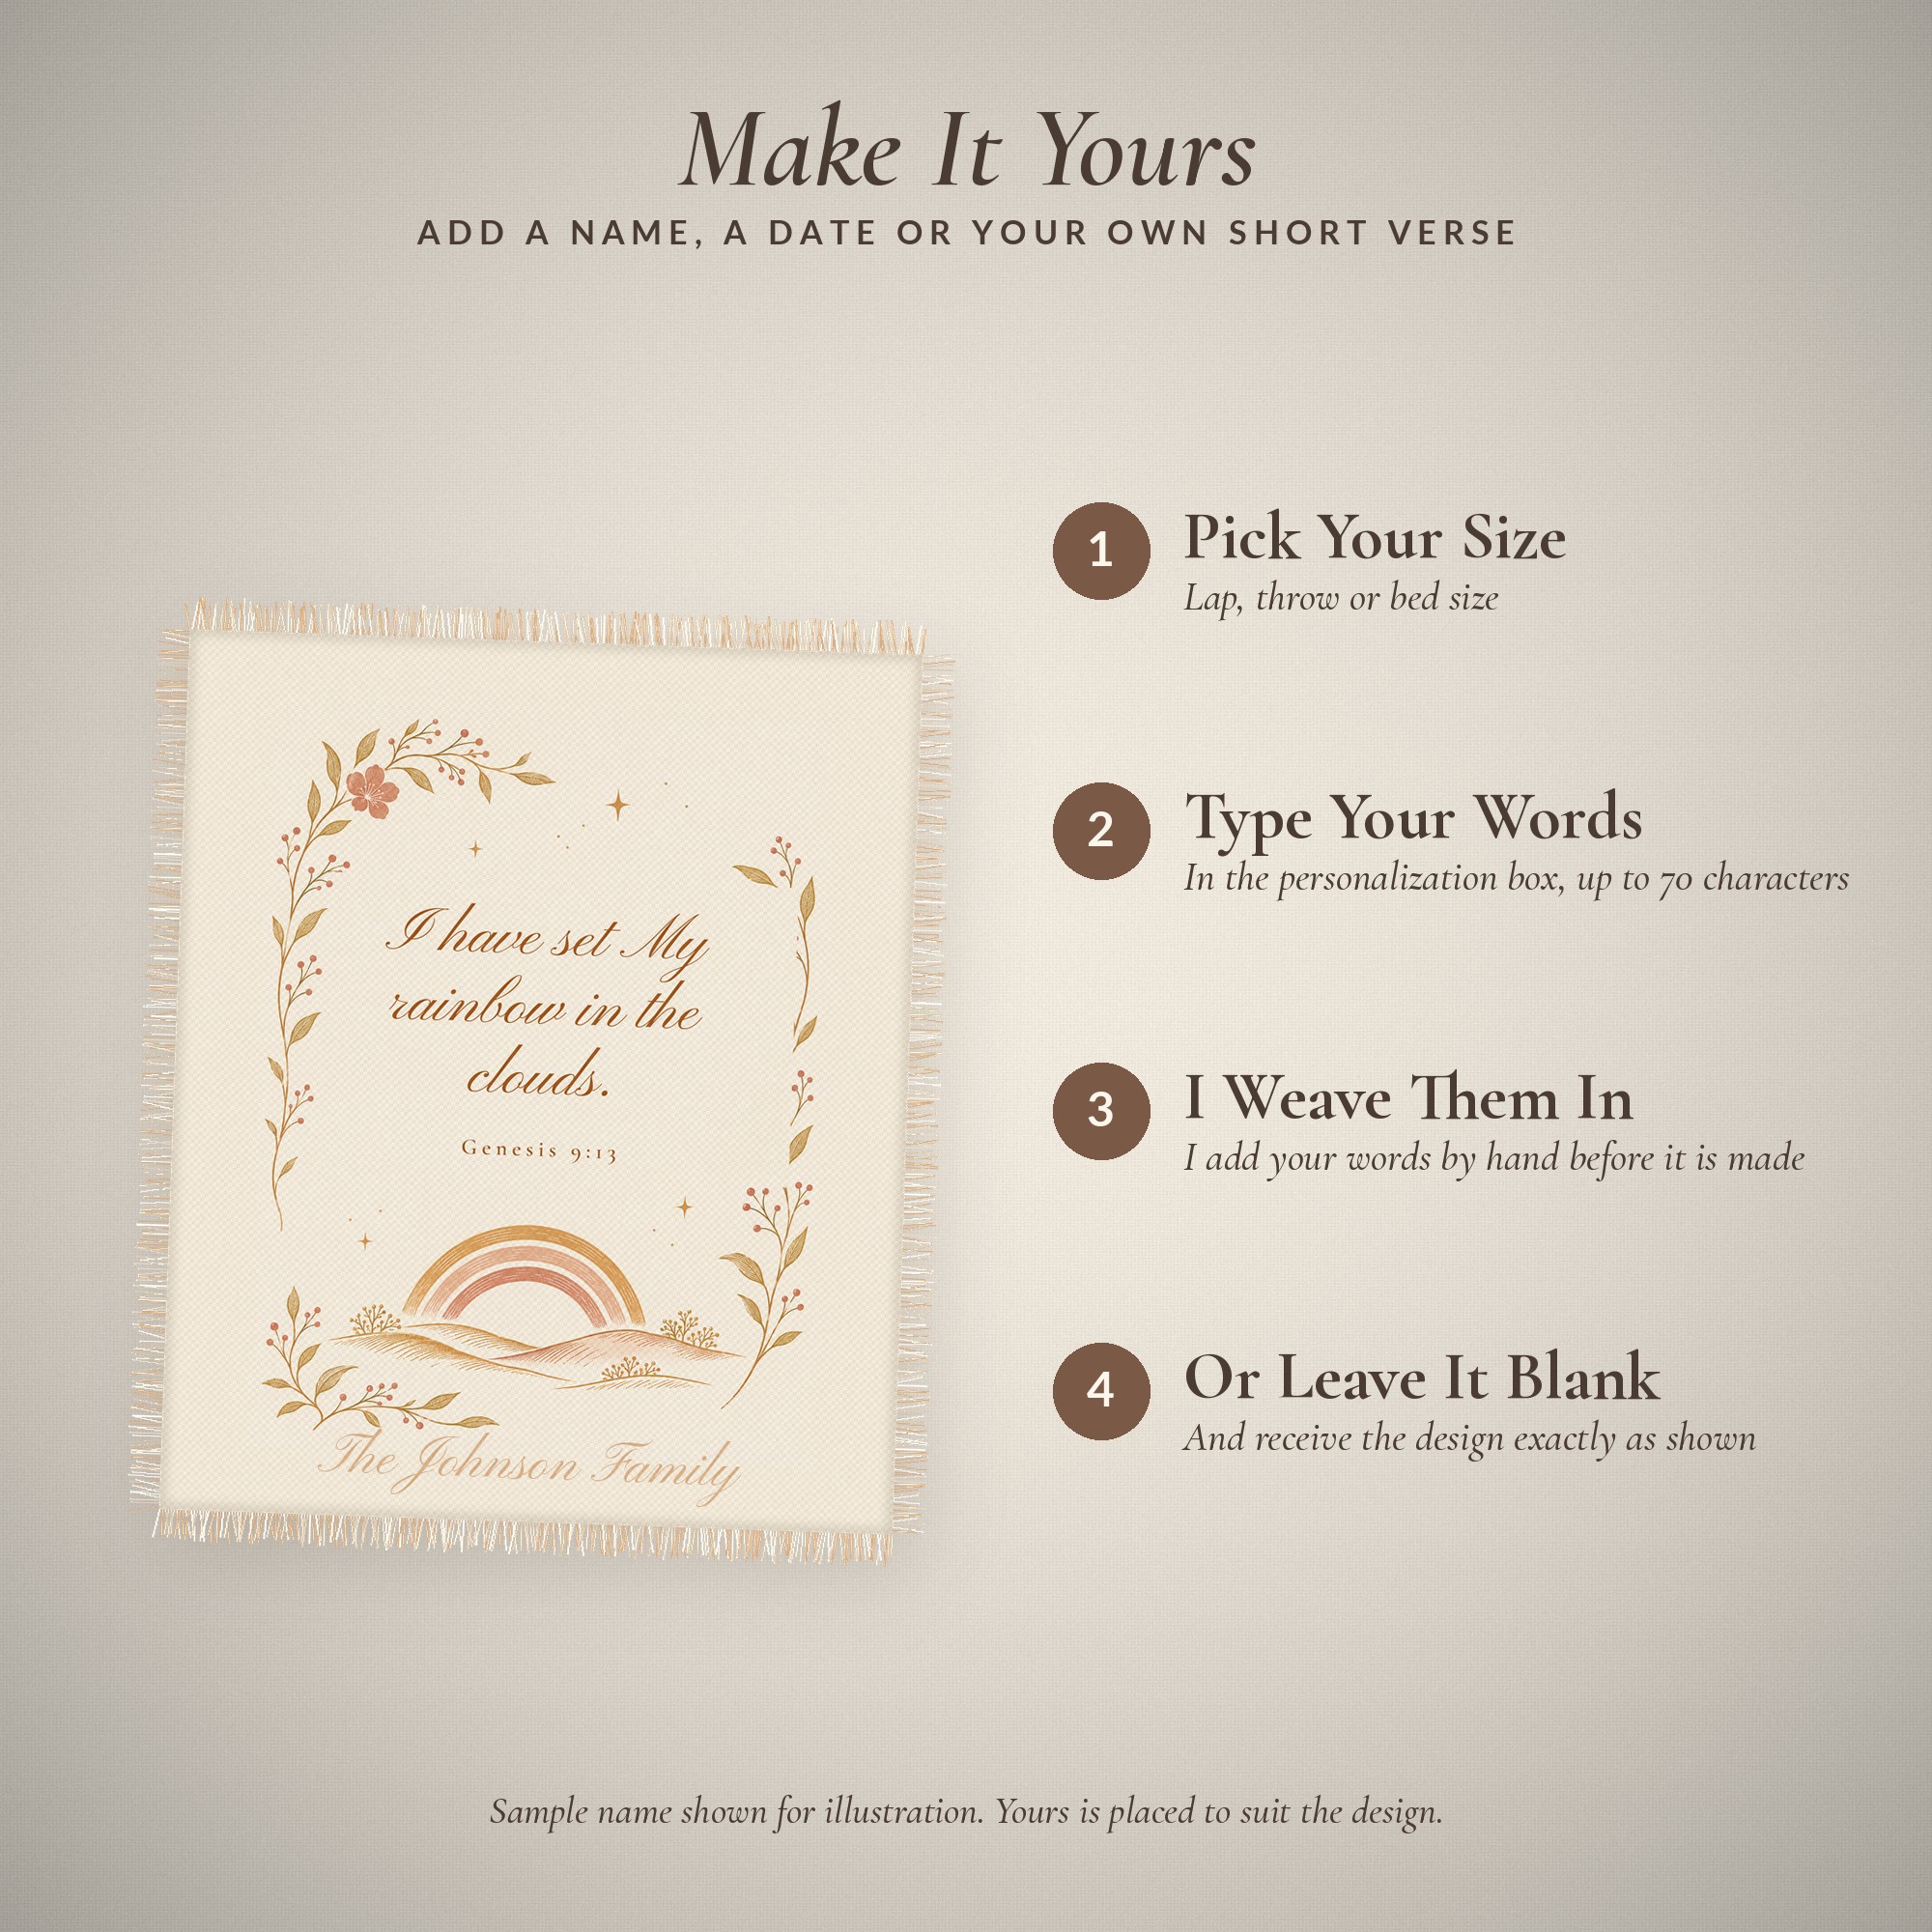 Make It Yours
ADD A NAME, A DATE OR YOUR OWN SHORT VERSE
I have set My
rainbow in the
clouds.
Genesis 9:13
The Johnson Family
1
Pick Your Size
Lap, throw or bed size
2
Type Your Words
In the personalization box, up to 70 characters
3
I Weave Them In
I add your words by hand before it is made
4
Or Leave It Blank
And receive the design exactly as shown
Sample name shown for illustration. Yours is placed to suit the design.